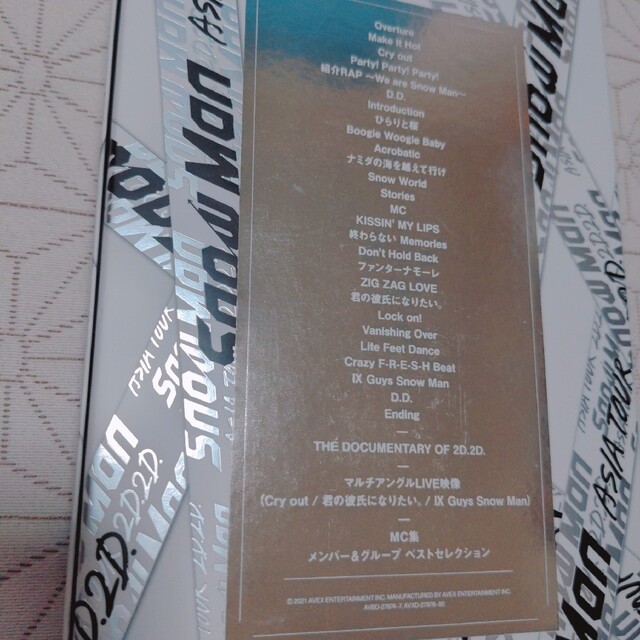 Overture
Make It Hot
Cry out
Party! Party! Party!
紹介RAP ～We are Snow Man～
D.D.
Introduction
ひらりと桜
Boogie Woogie Baby
Acrobatic
ナミダの海を越えて行け
Snow World
Stories
MC
KISSIN' MY LIPS
終わらない Memories
Don't Hold Back
ファンターナモーレ
ZIG ZAG LOVE
君の彼氏になりたい。
Lock on!
Vanishing Over
Life Feet Dance
Crazy F-R-E-S-H Beat
IX Guys Snow Man
D.D.
Ending
THE DOCUMENTARY OF 2D.2D.
マルチアングルLIVE映像
(Cry out / 君の彼氏になりたい。/ IX Guys Snow Man)
MC集
メンバー&グループ ベストセレクション
© 2021 AVEX ENTERTAINMENT INC. MANUFACTURED BY AVEX ENTERTAINMENT INC.
Snow Man
ASIA TOUR
2D.2D.